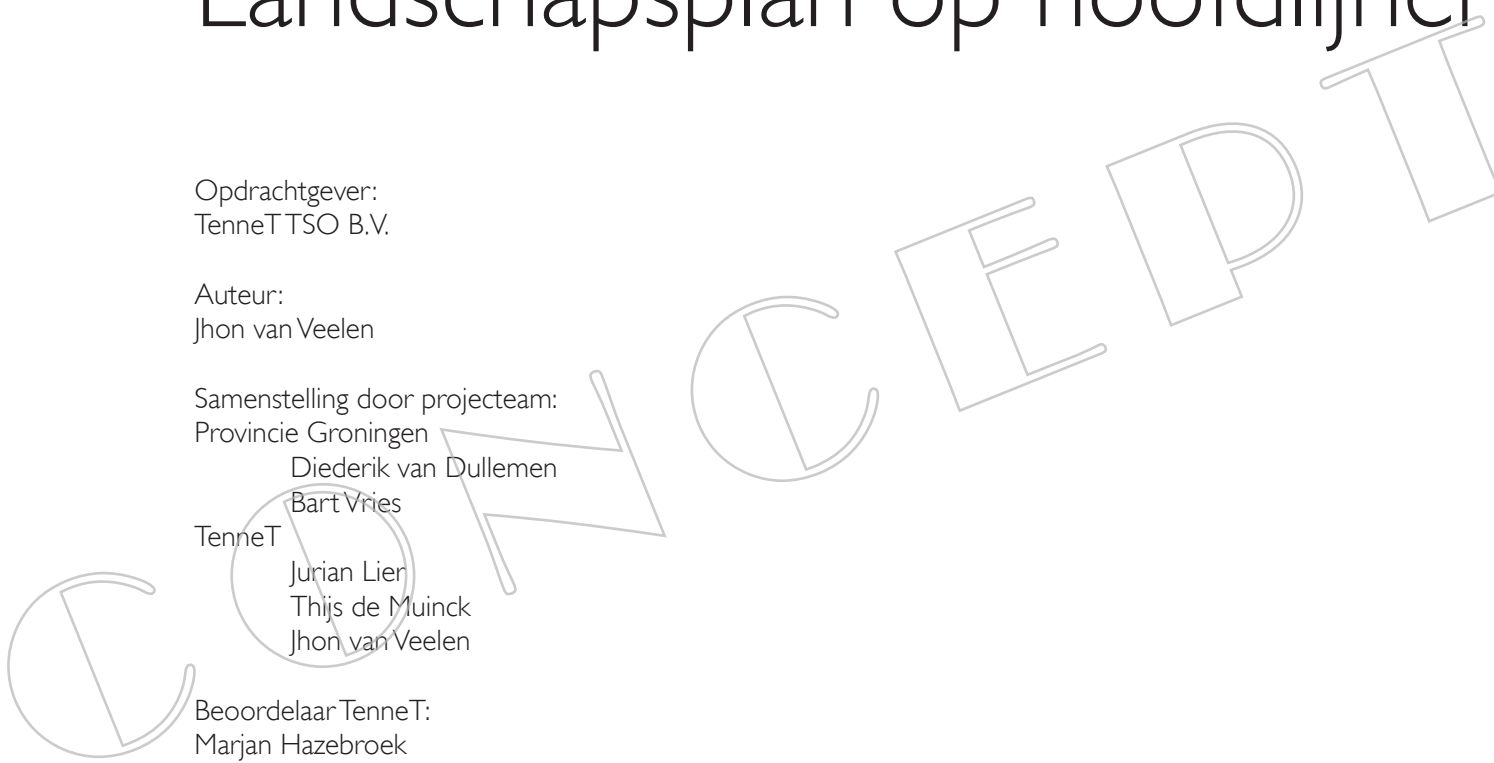 Landschapsplan op hoofdlijnen
Opdrachtgever:
TenneT TSO B.V.
Auteur:
Jhon van Veelen
Samenstelling door projecteam:
Provincie Groningen
Diederik van Dullemen
Bart Vries
TenneT
Jurian Lier
Thijs de Muinck
Jhon van Veelen
Beoordelaar TenneT:
Marjan Hazebroek
CONCEPT